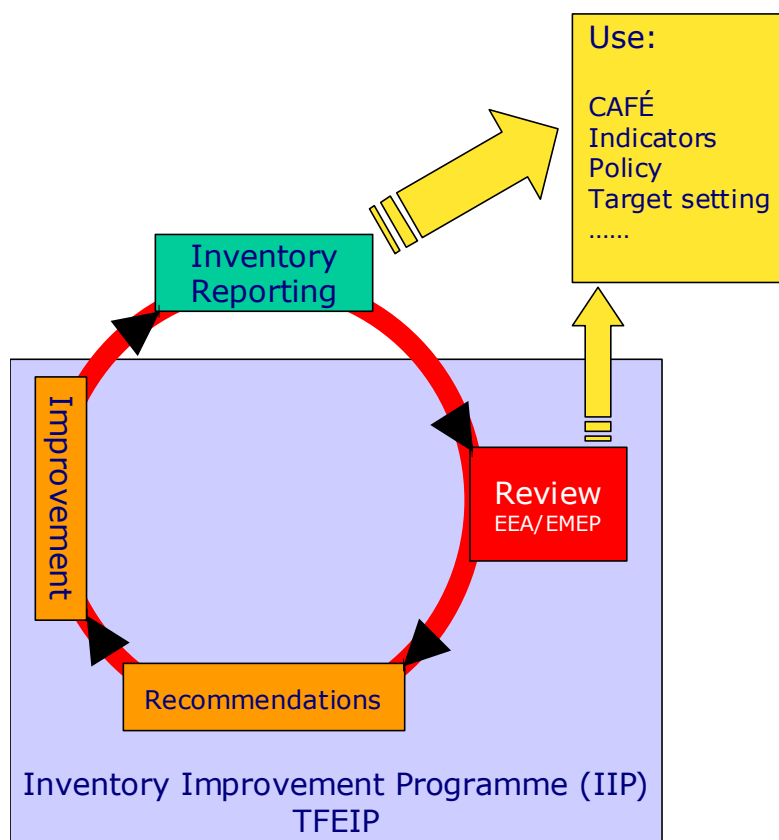 Use:
CAFÉ
Indicators
Policy
Target setting
......
Inventory
Reporting
Improvement
Review
EEA/EMEP
Recommendations
Inventory Improvement Programme (IIP)
TFEIP